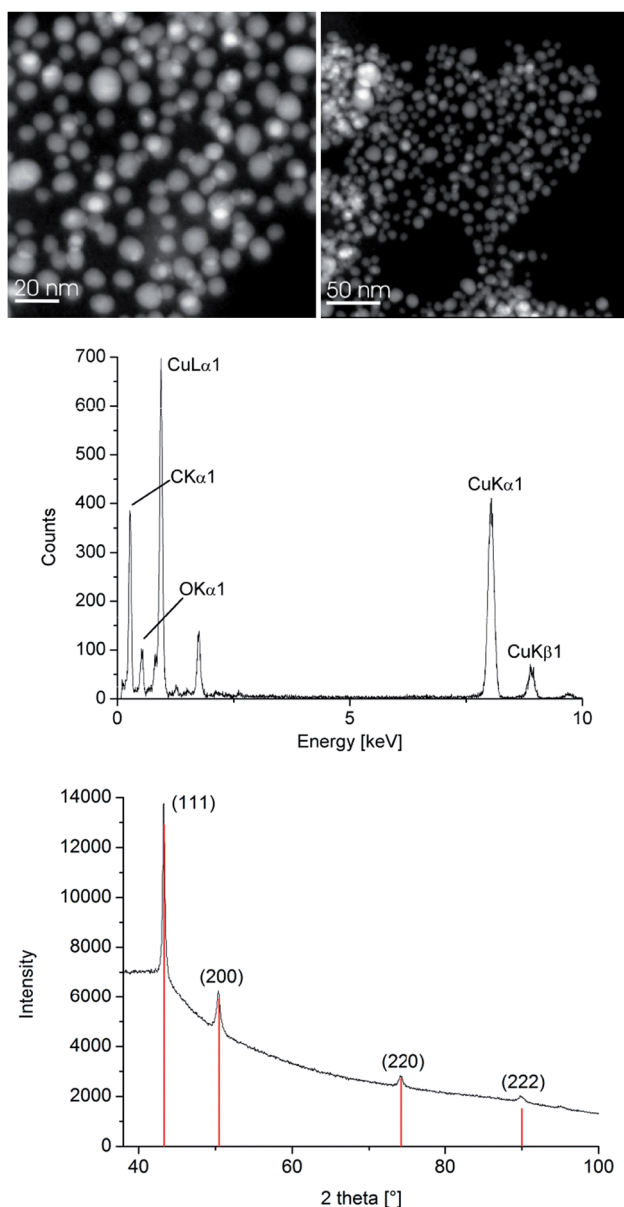 20 nm
50 nm
700
600
500
400
300
200
100
0
Counts
CuLα1
CKα1
OKα1
CuKα1
CuKβ1
0 5 10
Energy [keV]
14000
12000
10000
8000
6000
4000
2000
0
Intensity
(111)
(200)
(220)
(222)
40 60 80 100
2 theta [°]